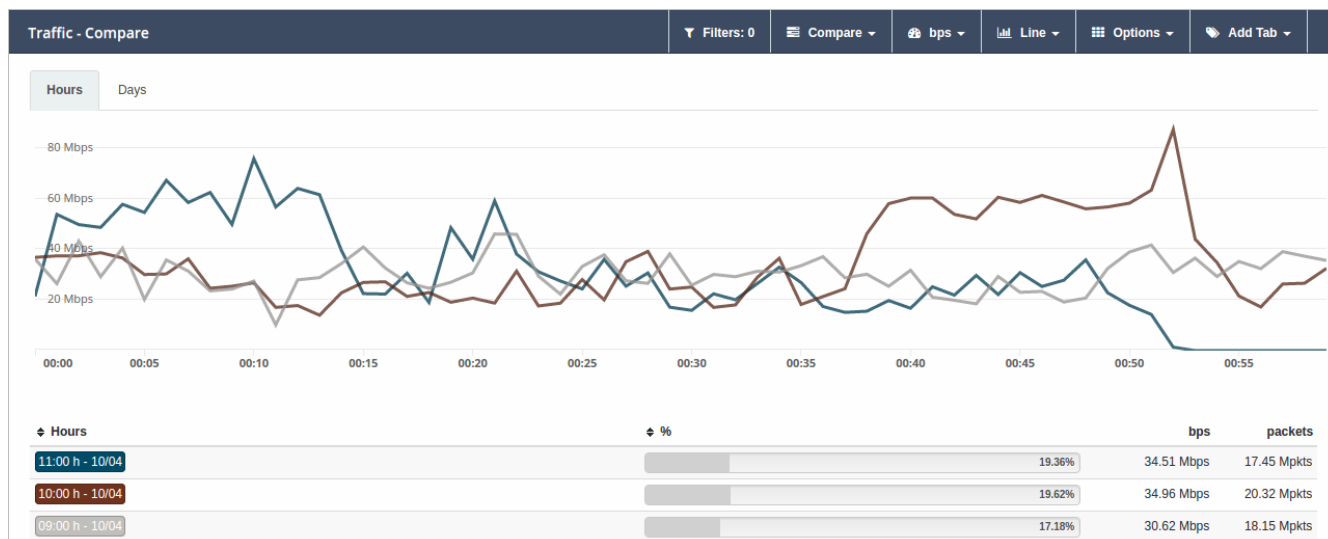 Traffic - Compare Filters: 0 Compare bps Line Options Add Tab
Hours Days
80 Mbps
60 Mbps
40 Mbps
20 Mbps
00:00 00:05 00:10 00:15 00:20 00:25 00:30 00:35 00:40 00:45 00:50 00:55
Hours % bps packets
11:00 h - 10/04 19.36% 34.51 Mbps 17.45 Mpkts
10:00 h - 10/04 19.62% 34.96 Mbps 20.32 Mpkts
09:00 h - 10/04 17.18% 30.62 Mbps 18.15 Mpkts